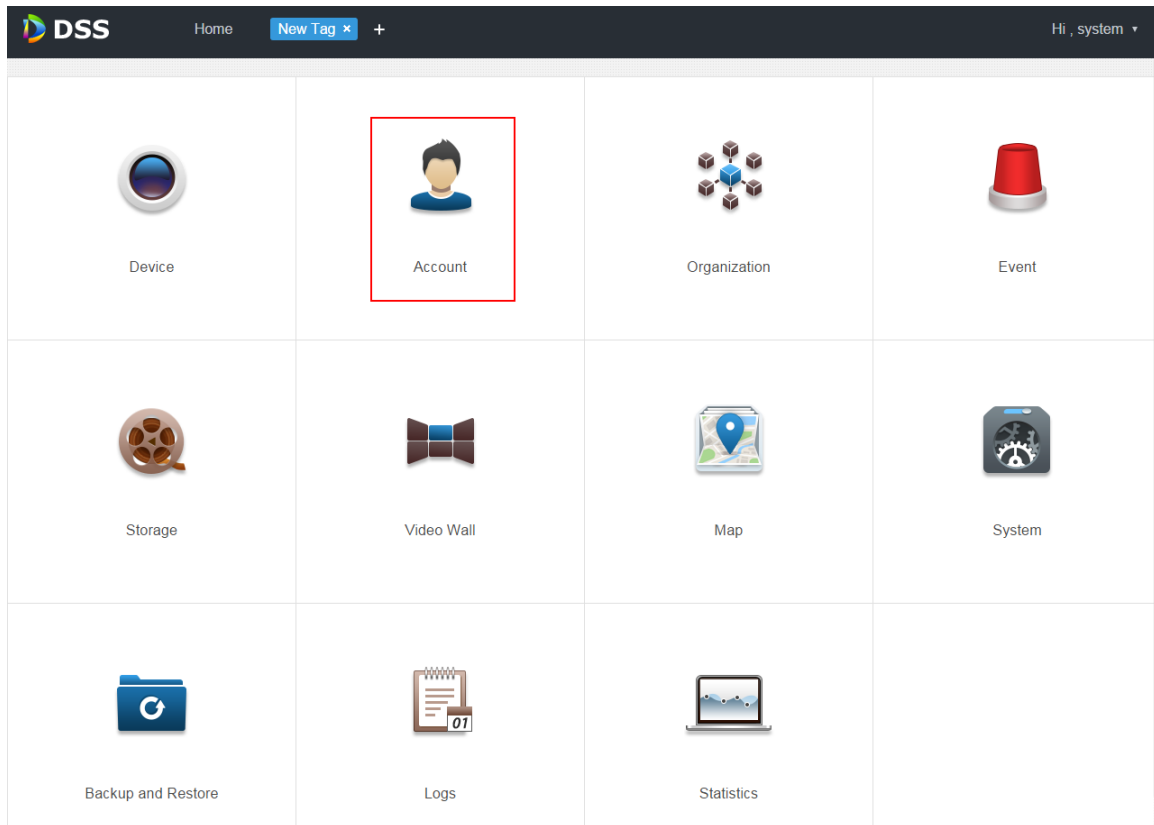 DSS Home New Tag × + Hi , system ▾
Device Account Organization Event
01
Storage Video Wall Map System
Backup and Restore Logs Statistics